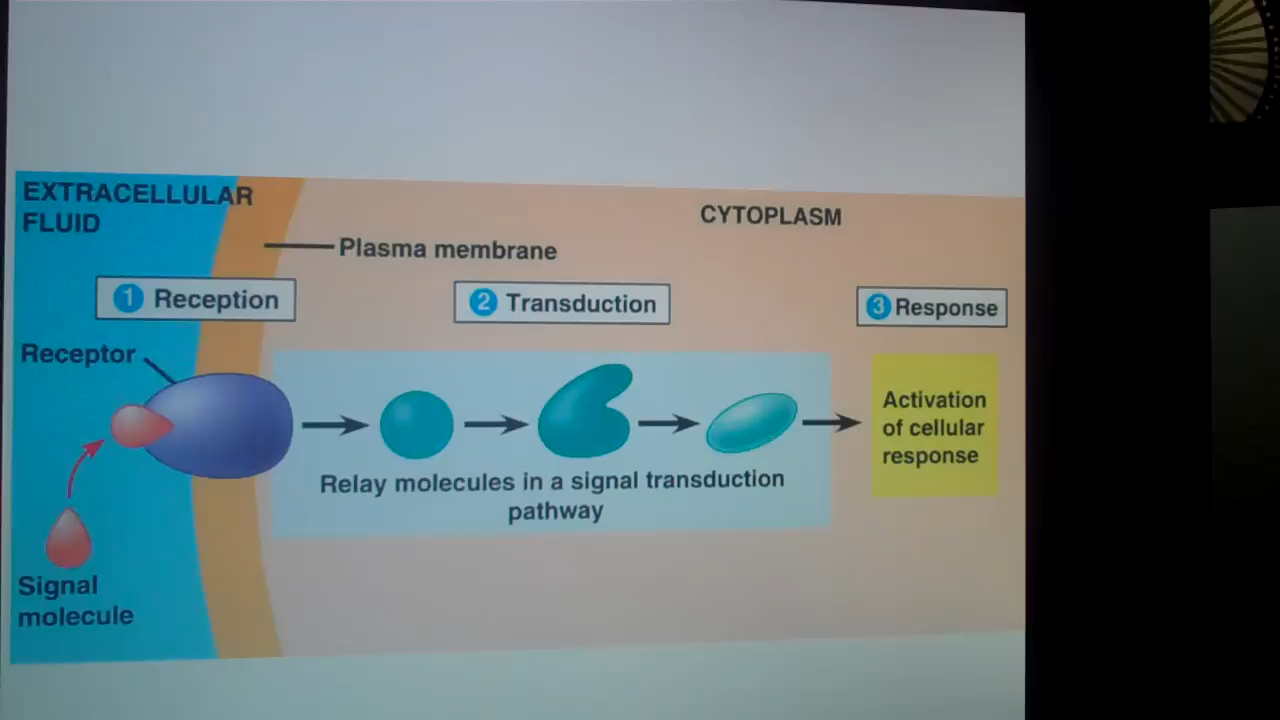 EXTRACELLULAR
FLUID
CYTOPLASM
Plasma membrane
1 Reception
2 Transduction
3 Response
Receptor
Activation
of cellular
response
Relay molecules in a signal transduction
pathway
Signal
molecule